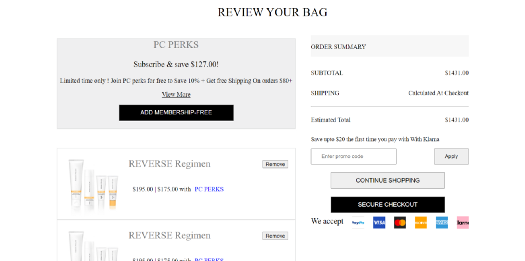 REVIEW YOUR BAG
PC PERKS
Subscribe & save $127.00!
Limited time only ! Join PC perks for free to Save 10% + Get free Shipping On orders $80+
View More
ADD MEMBERSHIP-FREE
REVERSE Regimen
Remove
$195.00 | $175.00 with PC PERKS
REVERSE Regimen
Remove
$195.00 | $175.00 with PC PERKS
ORDER SUMMARY
SUBTOTAL $1431.00
SHIPPING Calculated At Checkout
Estimated Total $1431.00
Save upto $20 the first time you pay with With Klarna
Enter promo code
Apply
CONTINUE SHOPPING
SECURE CHECKOUT
We accept PayPal VISA